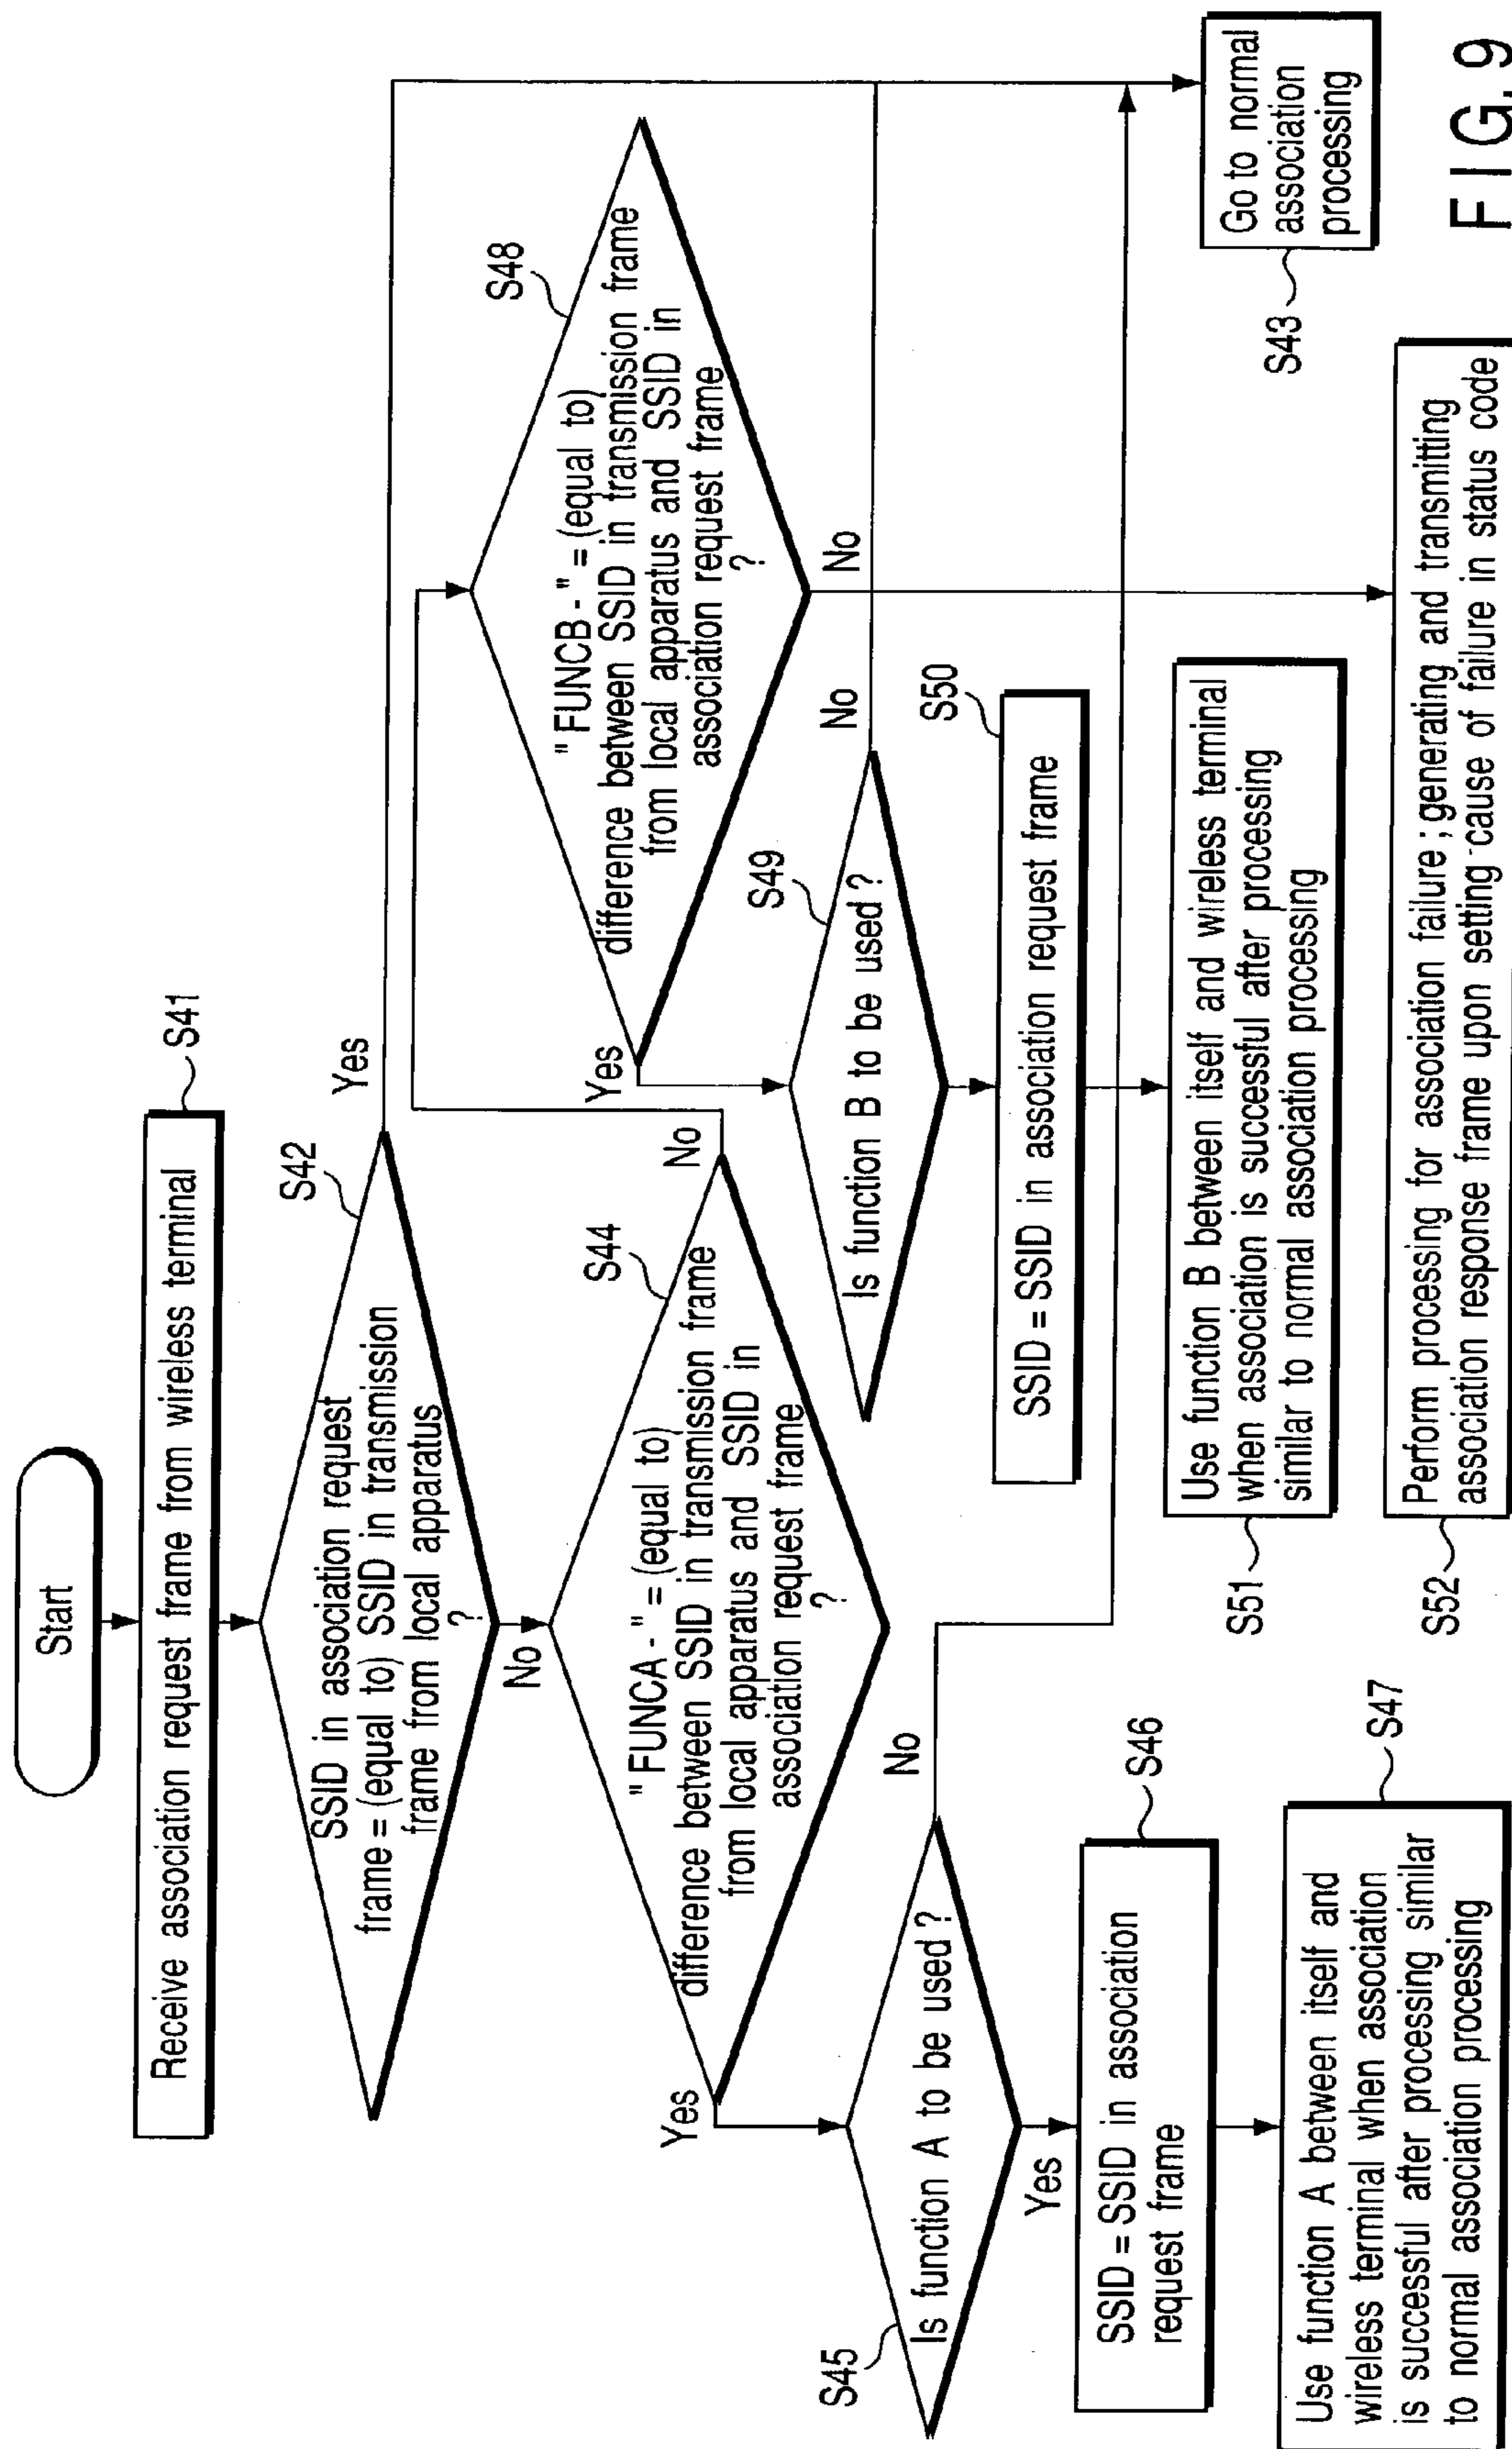 Start
Receive association request frame from wireless terminal
S41
S42
SSID in association request
frame = (equal to) SSID in transmission
frame from local apparatus
?
Yes
No
S44
"FUNCA - " = (equal to)
difference between SSID in transmission frame
from local apparatus and SSID in
association request frame
?
Yes
No
S48
"FUNCB - " = (equal to)
difference between SSID in transmission frame
from local apparatus and SSID in
association request frame
?
Yes
No
S45
Is function A to be used ?
No
Yes
S49
Is function B to be used ?
No
S46
SSID = SSID in association
request frame
S50
SSID = SSID in association request frame
S47
Use function A between itself and
wireless terminal when association
is successful after processing similar
to normal association processing
S51
Use function B between itself and wireless terminal
when association is successful after processing
similar to normal association processing
S43
Go to normal
association
processing
S52
Perform processing for association failure ; generating and transmitting
association response frame upon setting cause of failure in status code
FIG. 9